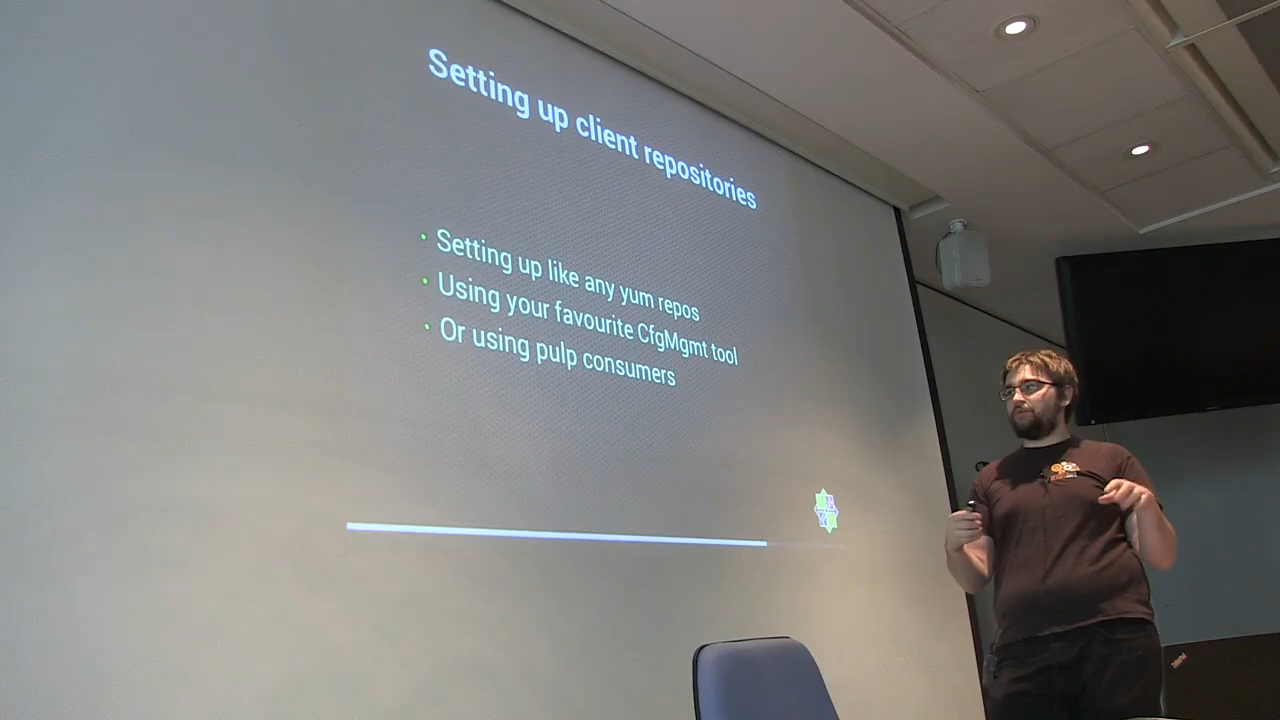 Setting up client repositories
• Setting up like any yum repos
• Using your favourite CfgMgmt tool
• Or using pulp consumers